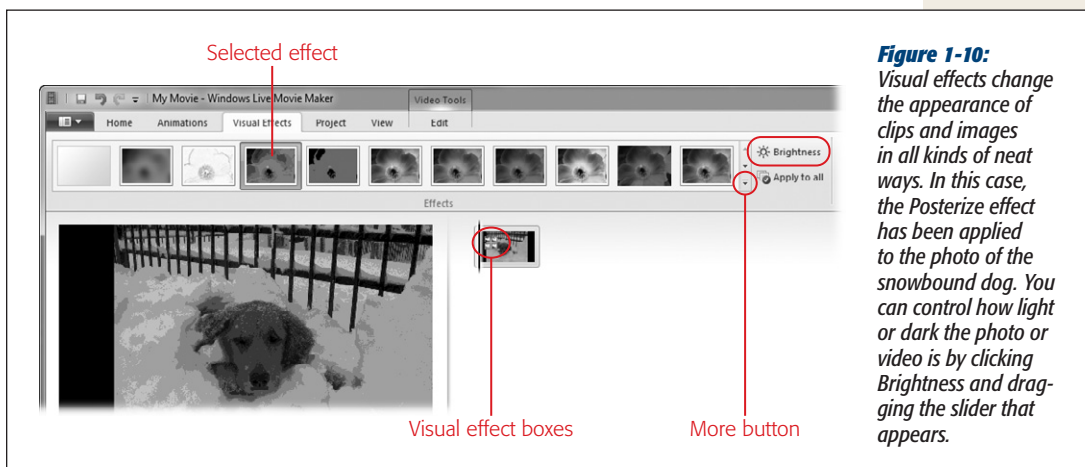 Selected effect
My Movie - Windows Live Movie Maker
Video Tools
Home Animations Visual Effects Project View Edit
Brightness
Apply to all
Effects
Visual effect boxes
More button
Figure 1-10:
Visual effects change
the appearance of
clips and images
in all kinds of neat
ways. In this case,
the Posterize effect
has been applied
to the photo of the
snowbound dog. You
can control how light
or dark the photo or
video is by clicking
Brightness and drag-
ging the slider that
appears.